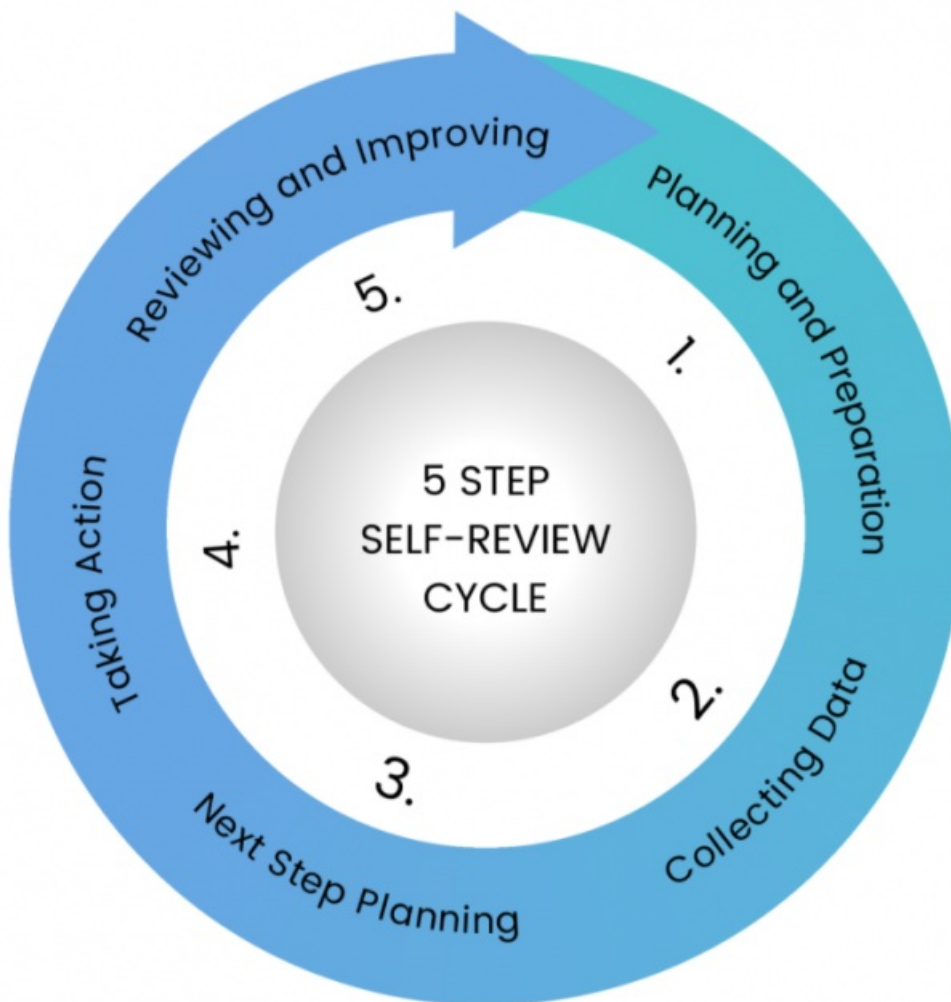 5 STEP
SELF-REVIEW
CYCLE
1.
Planning and Preparation
2.
Collecting Data
3.
Next Step Planning
4.
Taking Action
5.
Reviewing and Improving